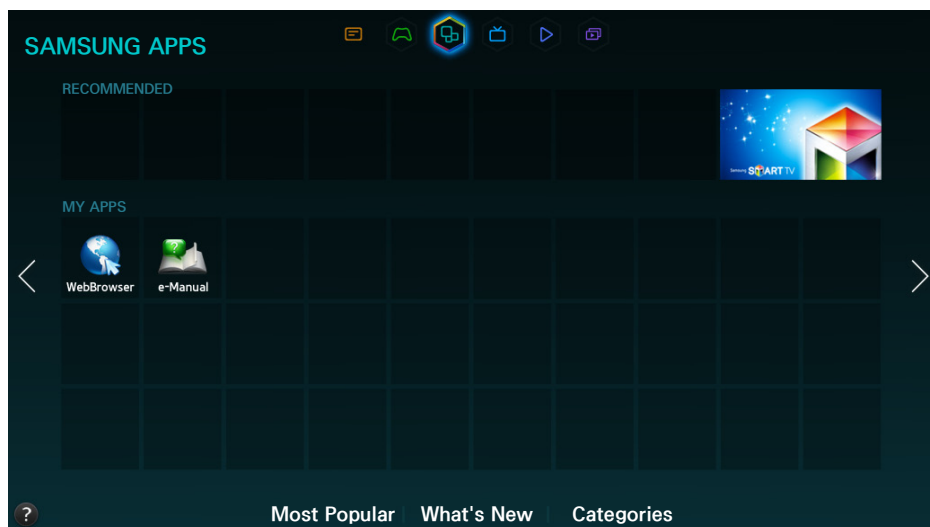 SAMSUNG APPS
RECOMMENDED
Samsung SMART TV
MY APPS
WebBrowser e-Manual
? Most Popular What's New Categories